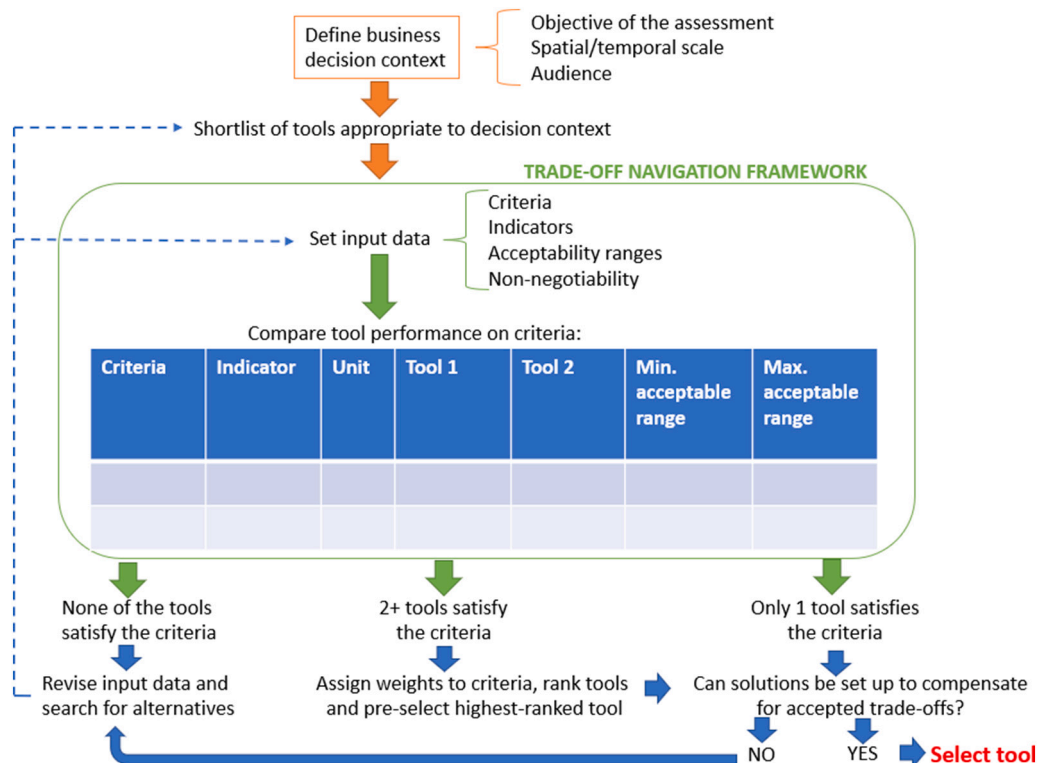 Define business
decision context
Objective of the assessment
Spatial/temporal scale
Audience
Shortlist of tools appropriate to decision context
TRADE-OFF NAVIGATION FRAMEWORK
Set input data
Criteria
Indicators
Acceptability ranges
Non-negotiability
Compare tool performance on criteria:
Criteria
Indicator
Unit
Tool 1
Tool 2
Min.
acceptable
range
Max.
acceptable
range
None of the tools
satisfy the criteria
2+ tools satisfy
the criteria
Only 1 tool satisfies
the criteria
Revise input data and
search for alternatives
Assign weights to criteria, rank tools
and pre-select highest-ranked tool
Can solutions be set up to compensate
for accepted trade-offs?
NO
YES
Select tool